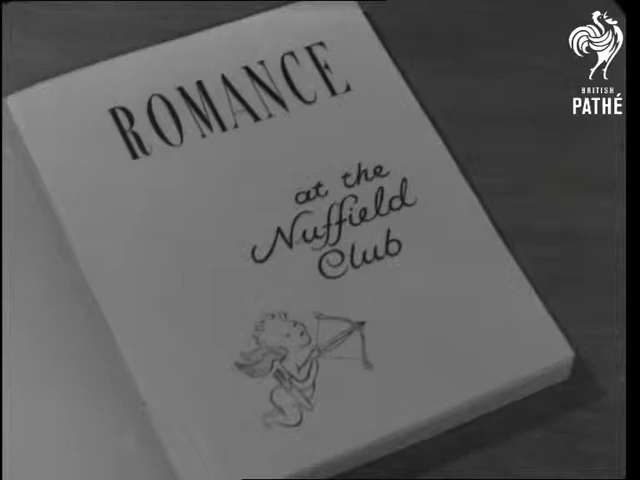 ROMANCE
at the
Nuffield
Club
BRITISH
PATHÉ